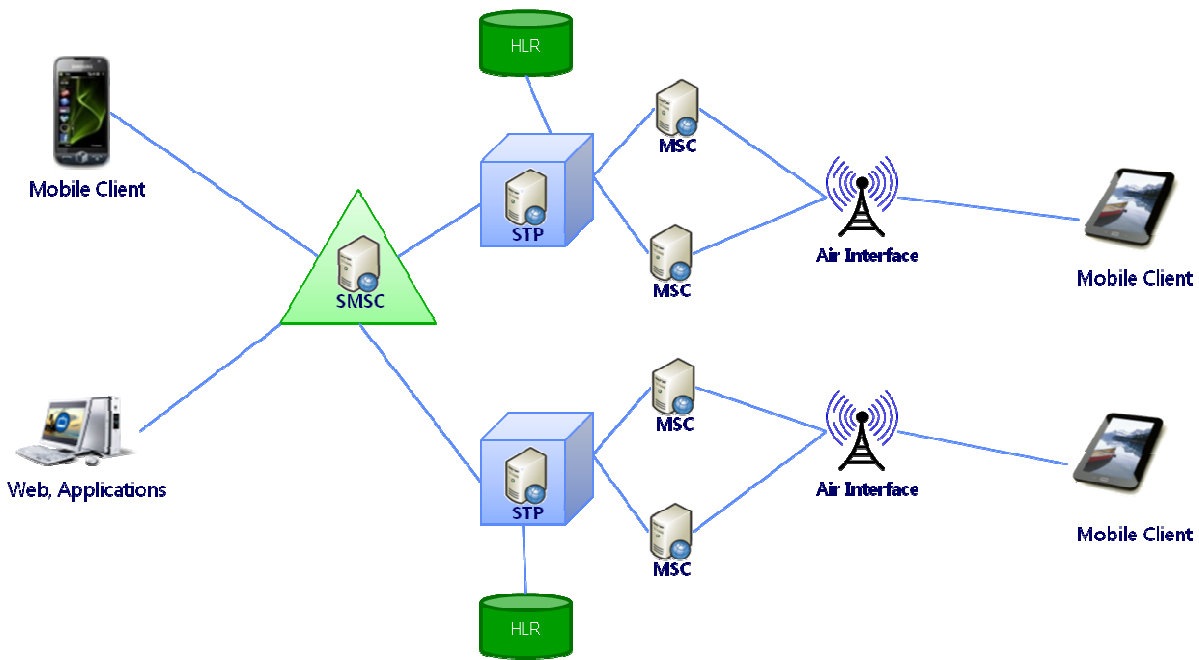 HLR
MSC
Mobile Client
STP
Air Interface
MSC
Mobile Client
SMSC
MSC
Web, Applications
STP
Air Interface
MSC
Mobile Client
HLR